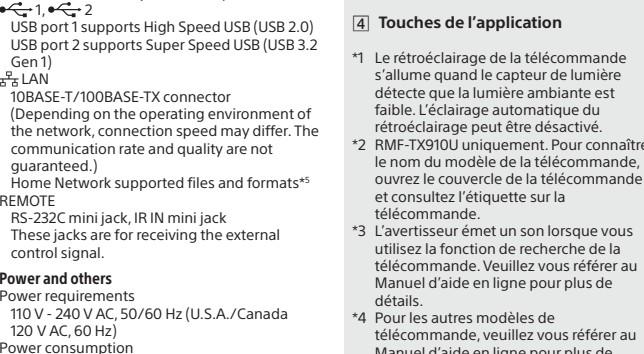 1, 2
USB port 1 supports High Speed USB (USB 2.0)
USB port 2 supports Super Speed USB (USB 3.2
Gen 1)
LAN
10BASE-T/100BASE-TX connector
(Depending on the operating environment of
the network, connection speed may differ. The
communication rate and quality are not
guaranteed.)
Home Network supported files and formats*5
REMOTE
RS-232C mini jack, IR IN mini jack
These jacks are for receiving the external
control signal.
Power and others
Power requirements
110 V - 240 V AC, 50/60 Hz (U.S.A./Canada
120 V AC, 60 Hz)
Power consumption
4 Touches de l'application
*1 Le rétroéclairage de la télécommande
s'allume quand le capteur de lumière
détecte que la lumière ambiante est
faible. L'éclairage automatique du
rétroéclairage peut être désactivé.
*2 RMF-TX910U uniquement. Pour connaître
le nom du modèle de la télécommande,
ouvrez le couvercle de la télécommande
et consultez l'étiquette sur la
télécommande.
*3 L'avertisseur émet un son lorsque vous
utilisez la fonction de recherche de la
télécommande. Veuillez vous référer au
Manuel d'aide en ligne pour plus de
détails.
*4 Pour les autres modèles de
télécommande, veuillez vous référer au
Manuel d'aide en ligne pour plus de